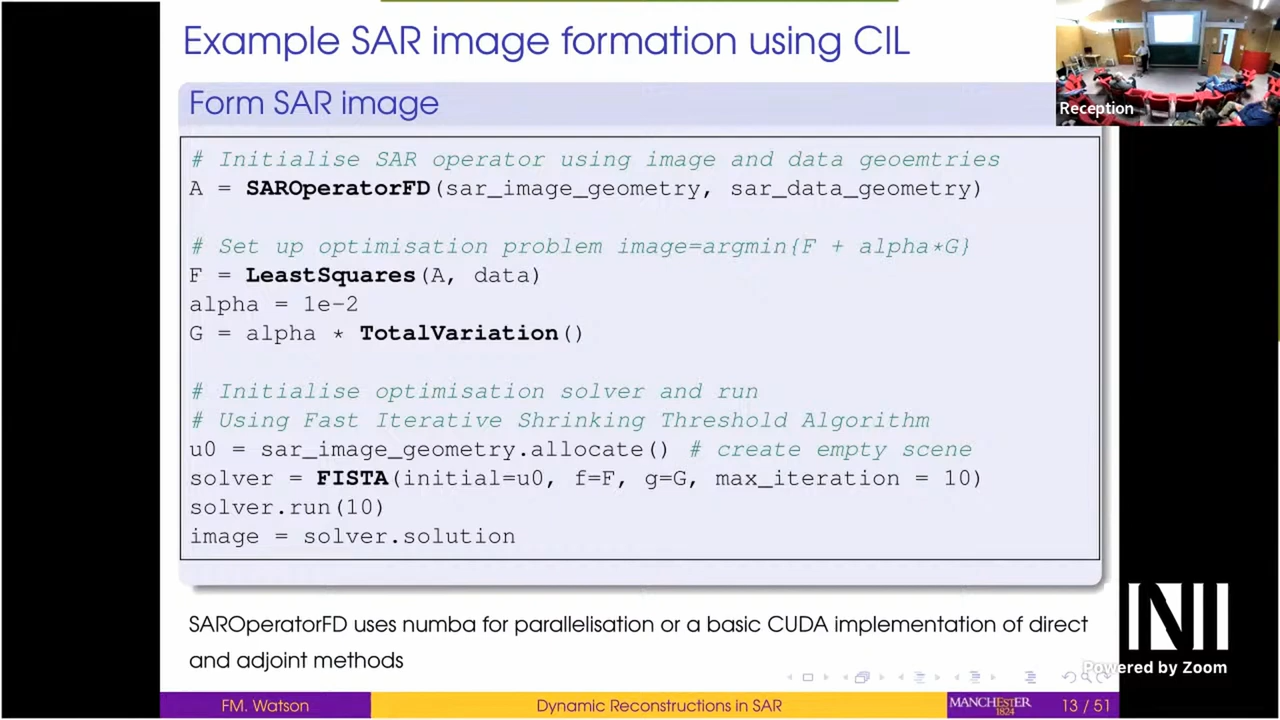 Example SAR image formation using CIL
Form SAR image
# Initialise SAR operator using image and data geoemtries
A = SAROperatorFD(sar_image_geometry, sar_data_geometry)
# Set up optimisation problem image=argmin{F + alpha*G}
F = LeastSquares(A, data)
alpha = 1e-2
G = alpha * TotalVariation()
# Initialise optimisation solver and run
# Using Fast Iterative Shrinking Threshold Algorithm
u0 = sar_image_geometry.allocate() # create empty scene
solver = FISTA(initial=u0, f=F, g=G, max_iteration = 10)
solver.run(10)
image = solver.solution
SAROperatorFD uses numba for parallelisation or a basic CUDA implementation of direct
and adjoint methods
FM. Watson
Dynamic Reconstructions in SAR
MANCHESTER
1824
13 / 51
Reception
Powered by Zoom